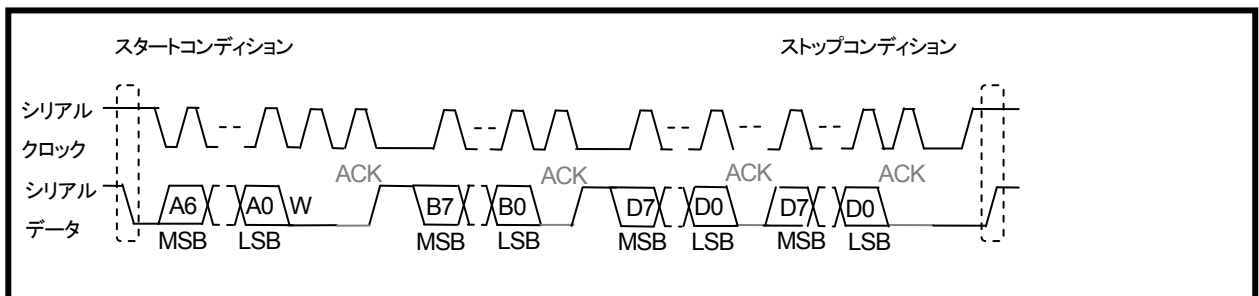 スタートコンディション ストップコンディション
シリアル
クロック
ACK ACK ACK ACK
シリアル
データ
A6 A0 W B7 B0 D7 D0 D7 D0
MSB LSB MSB LSB MSB LSB MSB LSB